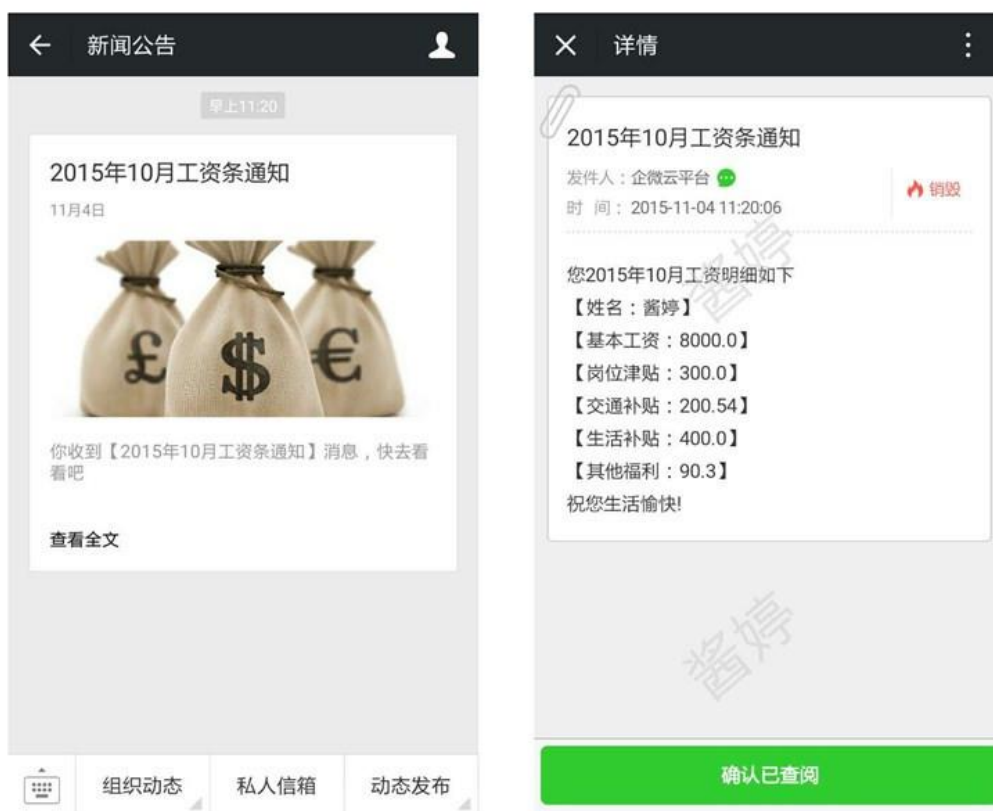 新闻公告
早上11:20
2015年10月工资条通知
11月4日
£
$
€
你收到【2015年10月工资条通知】消息，快去看
看吧
查看全文
组织动态
私人信箱
动态发布
详情
2015年10月工资条通知
发件人：企微云平台
时 间：2015-11-04 11:20:06
销毁
您2015年10月工资明细如下
【姓名：酱婷】
【基本工资：8000.0】
【岗位津贴：300.0】
【交通补贴：200.54】
【生活补贴：400.0】
【其他福利：90.3】
祝您生活愉快!
酱婷
酱婷
确认已查阅